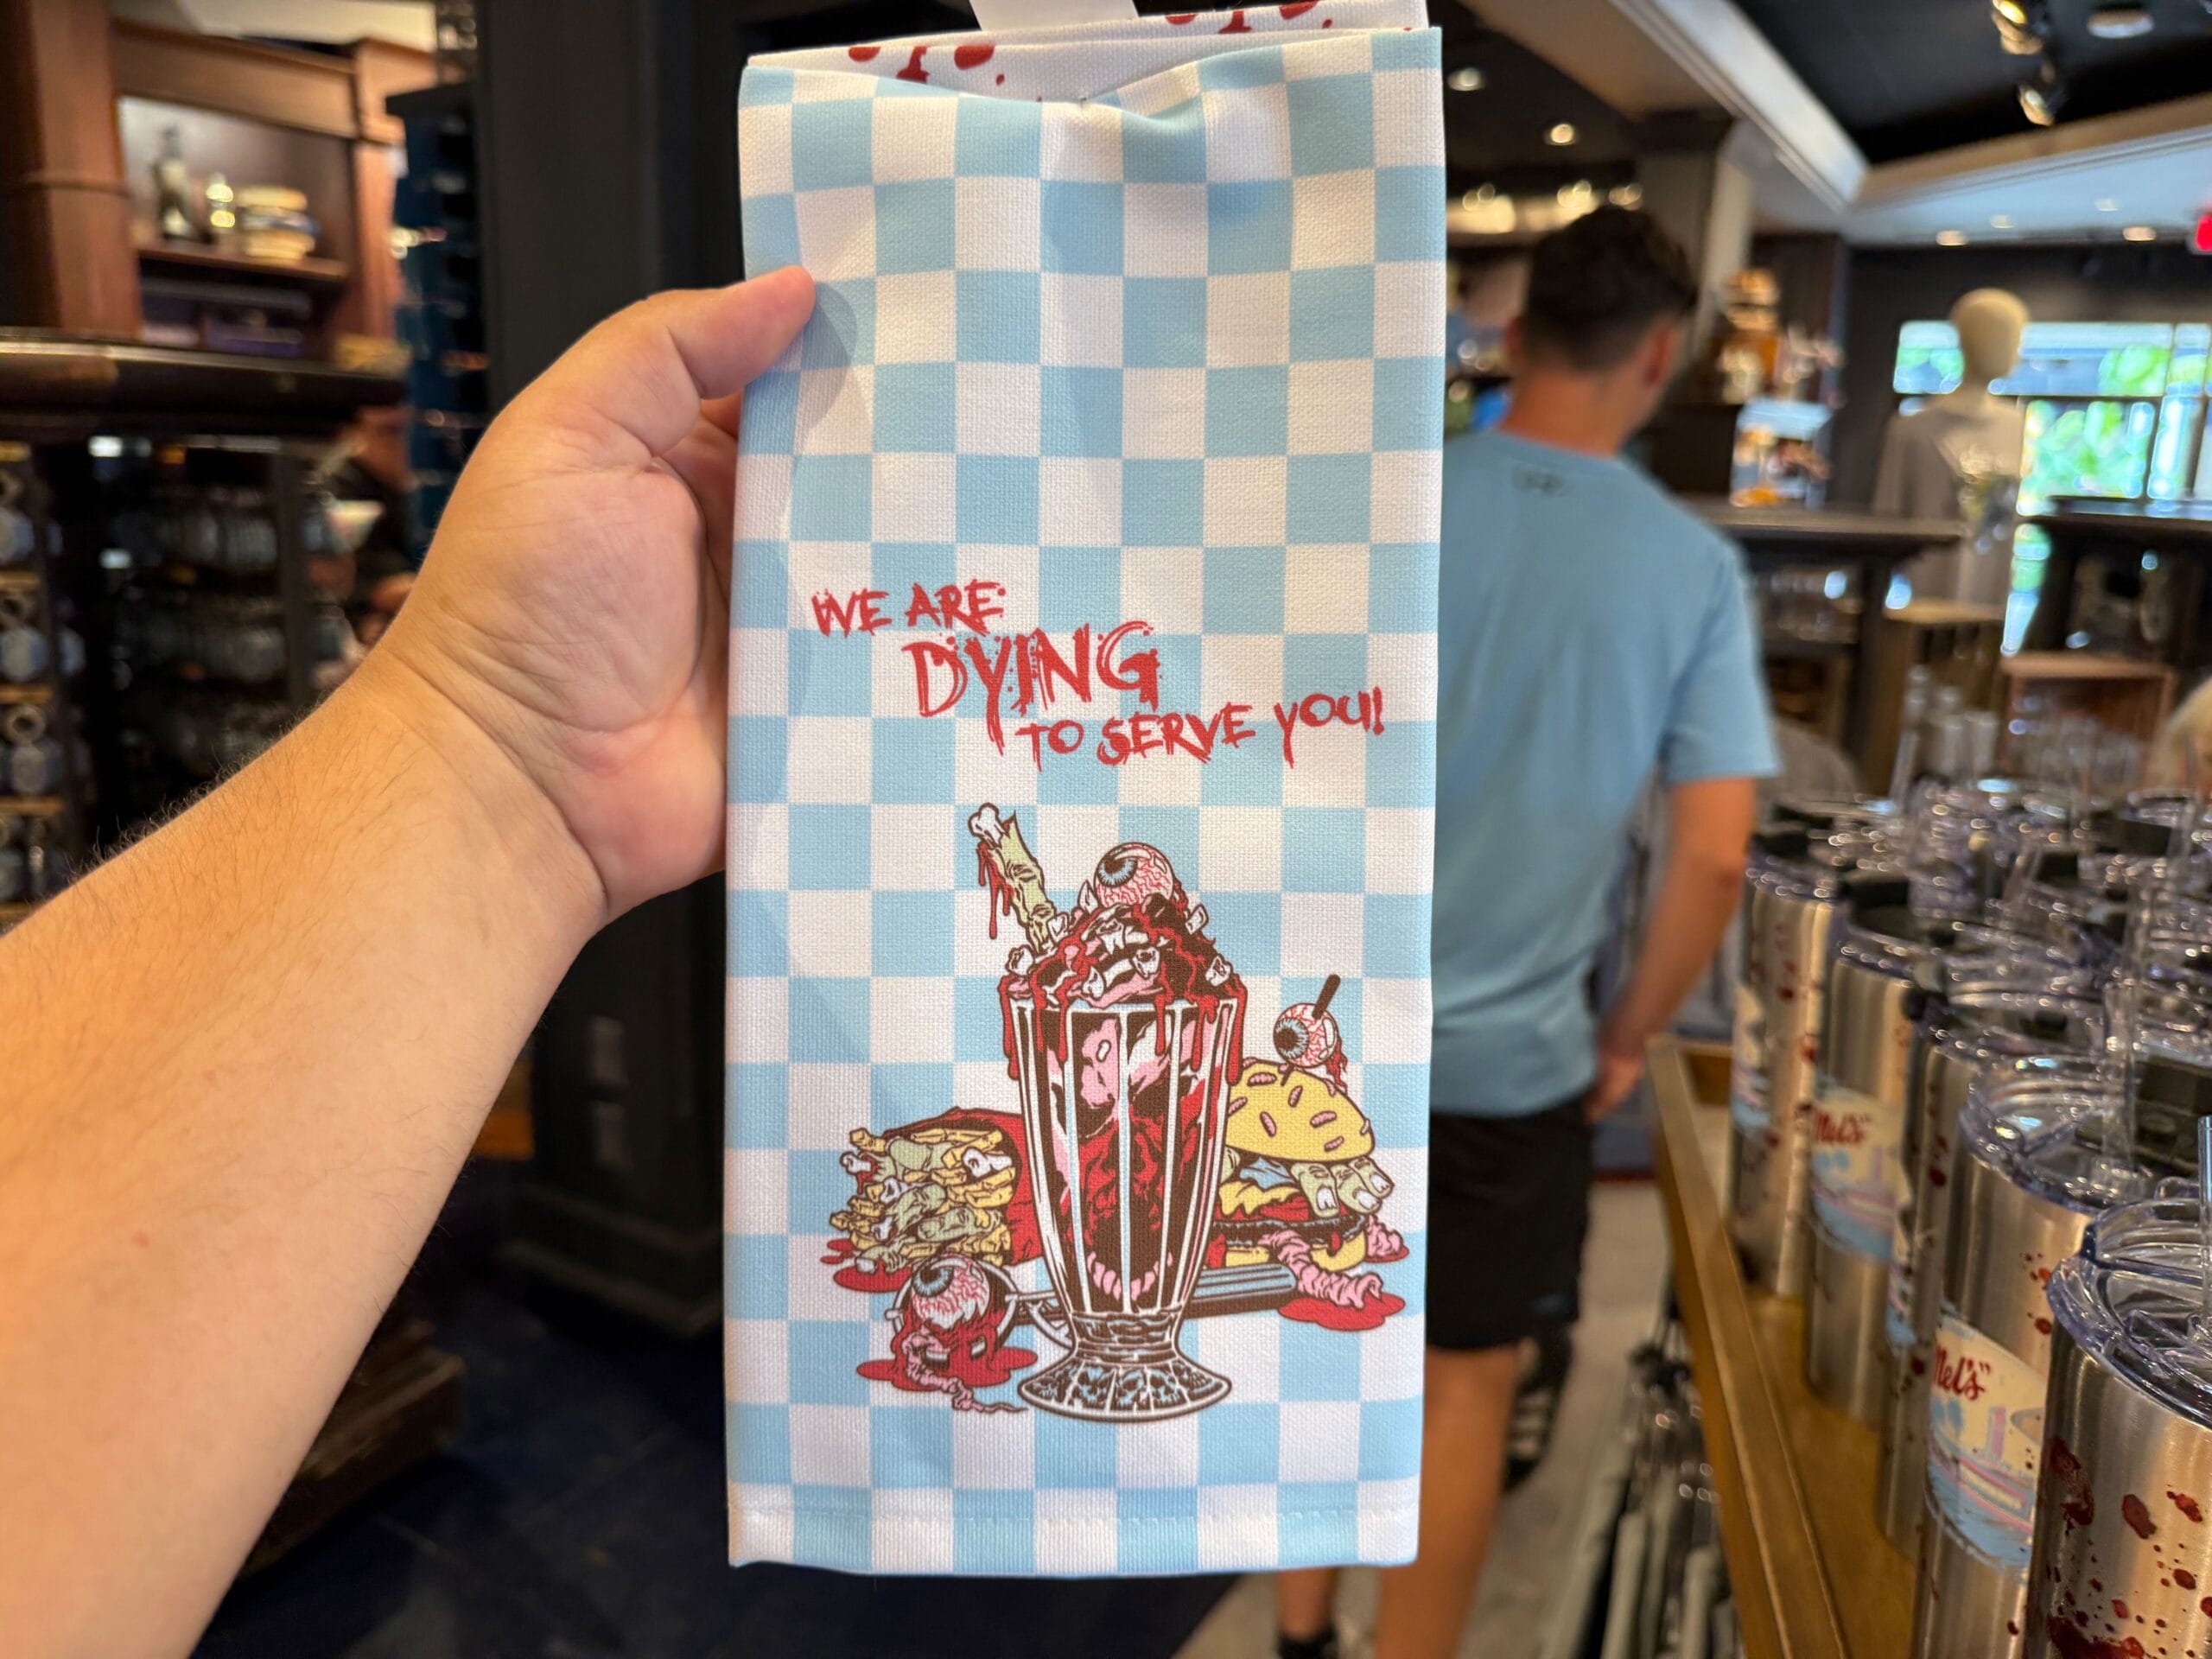 WE ARE
DYING
TO SERVE YOU!
Mel's
Mel's